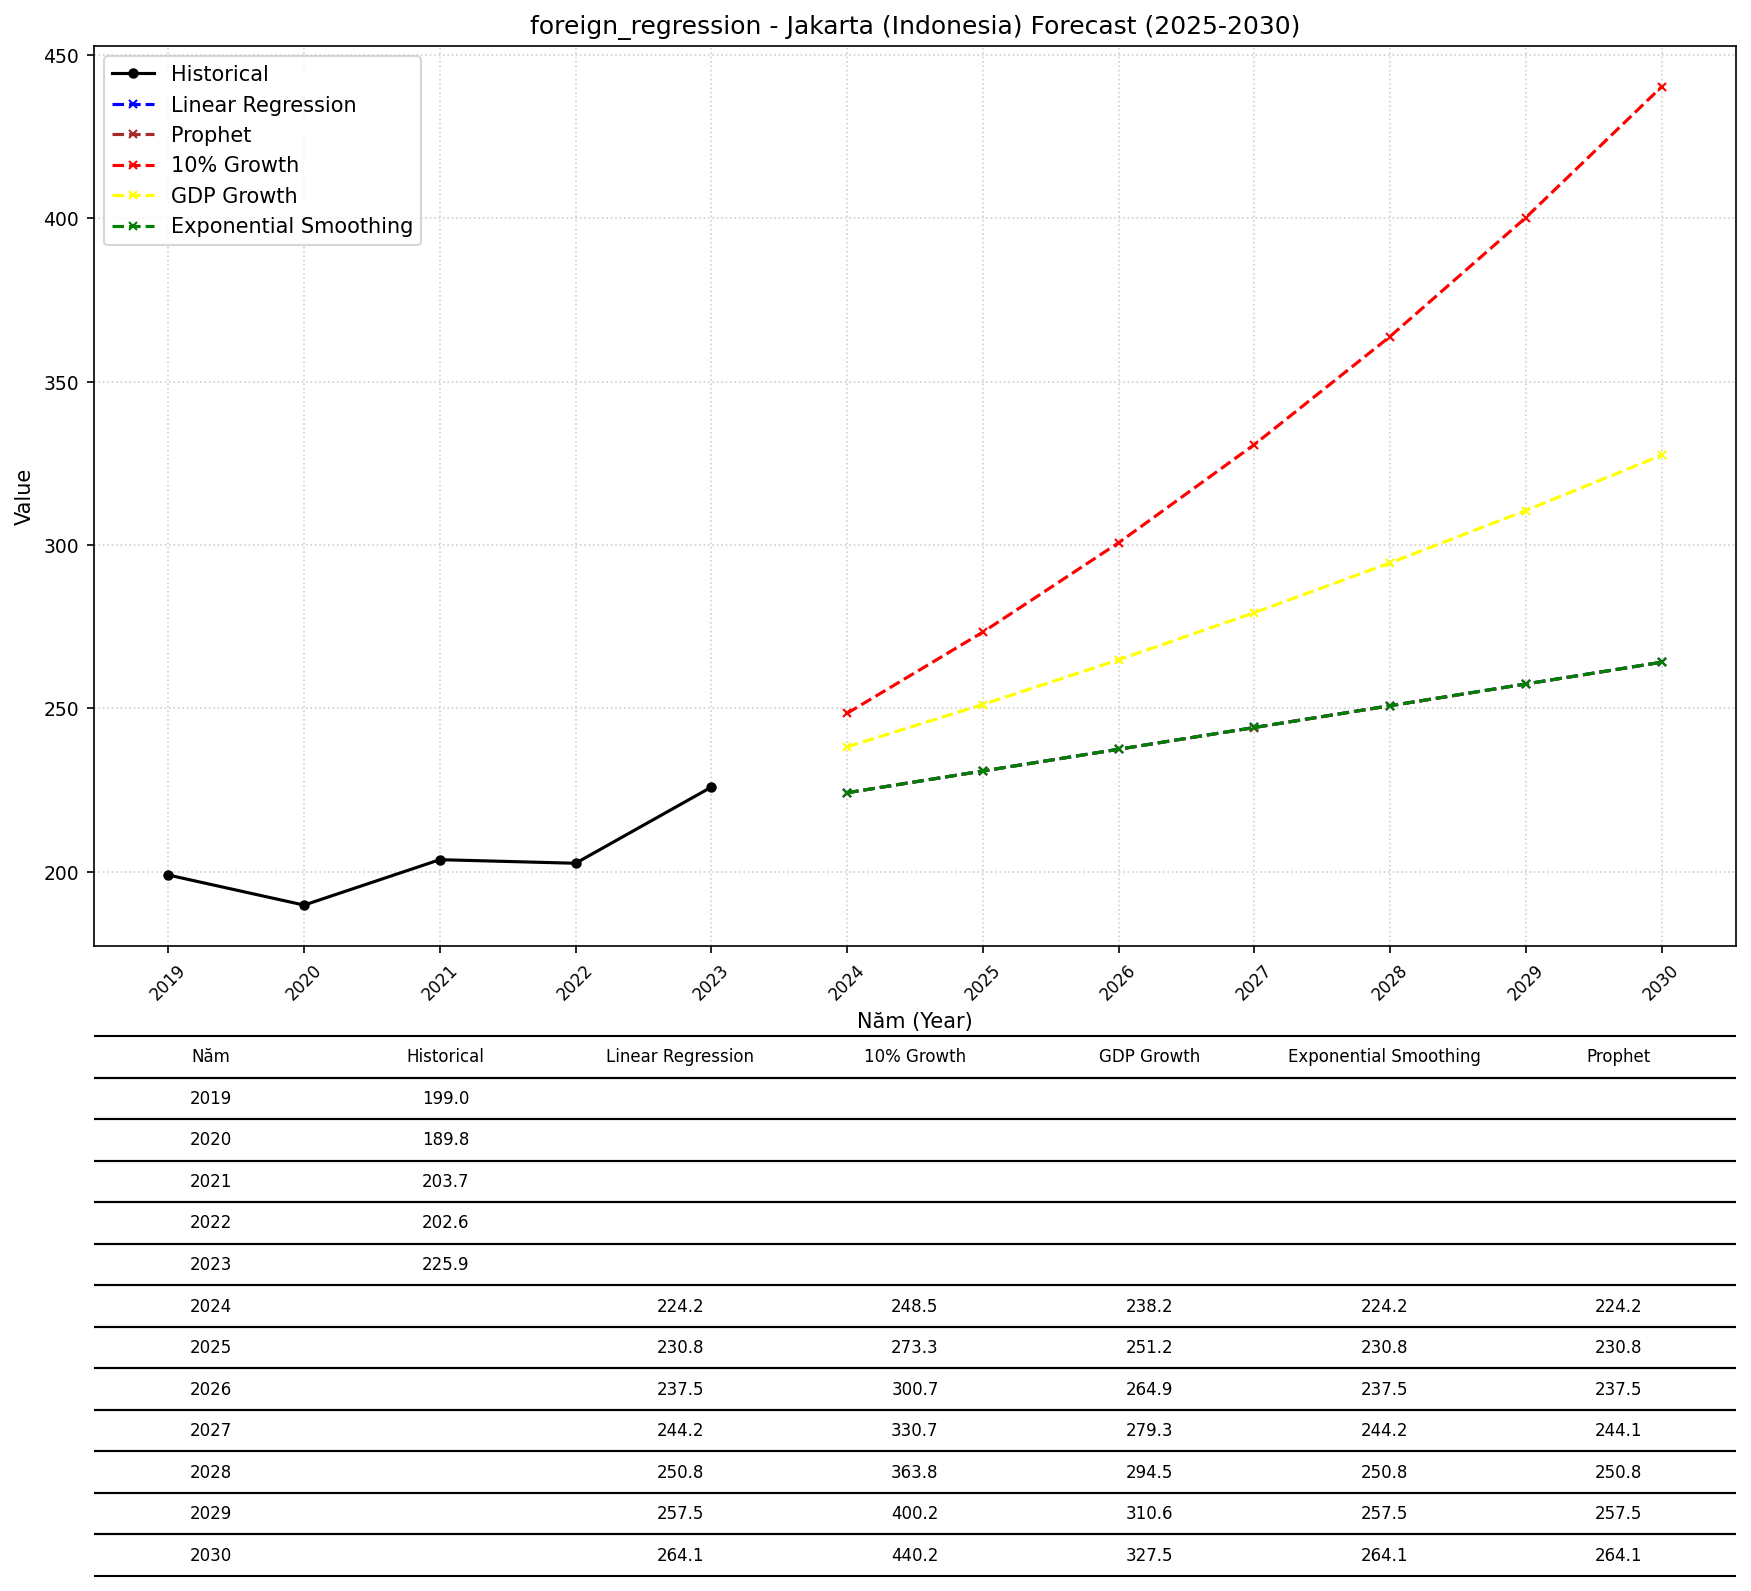 foreign_regression - Jakarta (Indonesia) Forecast (2025-2030)
Historical
Linear Regression
Prophet
10% Growth
GDP Growth
Exponential Smoothing
Value
450
400
350
300
250
200
2019 2020 2021 2022 2023 2024 2025 2026 2027 2028 2029 2030
Năm (Year)
Năm Historical Linear Regression 10% Growth GDP Growth Exponential Smoothing Prophet
2019 199.0
2020 189.8
2021 203.7
2022 202.6
2023 225.9
2024 224.2 248.5 238.2 224.2 224.2
2025 230.8 273.3 251.2 230.8 230.8
2026 237.5 300.7 264.9 237.5 237.5
2027 244.2 330.7 279.3 244.2 244.1
2028 250.8 363.8 294.5 250.8 250.8
2029 257.5 400.2 310.6 257.5 257.5
2030 264.1 440.2 327.5 264.1 264.1